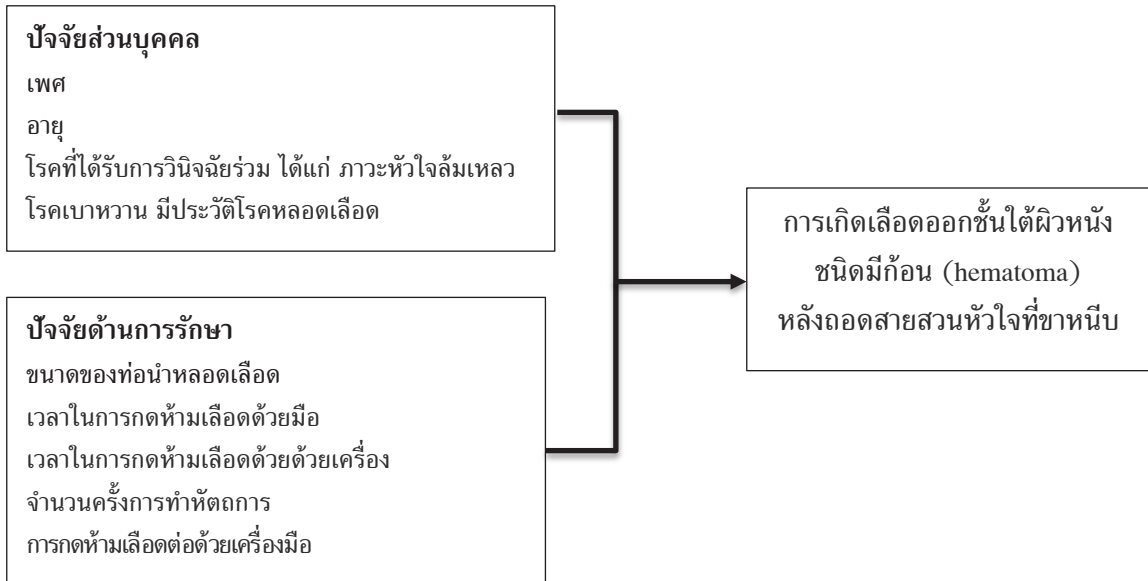 ปัจจัยส่วนบุคคล
เพศ
อายุ
โรคที่ได้รับการวินิจฉัยร่วม ได้แก่ ภาวะหัวใจล้มเหลว
โรคเบาหวาน มีประวัติโรคหลอดเลือด
ปัจจัยด้านการรักษา
ขนาดของท่อนำหลอดเลือด
เวลาในการกดห้ามเลือดด้วยมือ
เวลาในการกดห้ามเลือดด้วยด้วยเครื่อง
จำนวนครั้งการทำหัตถการ
การกดห้ามเลือดต่อด้วยเครื่องมือ
การเกิดเลือดออกชั้นใต้ผิวหนัง
ชนิดมีก้อน (hematoma)
หลังถอดสายสวนหัวใจที่ขาหนีบ